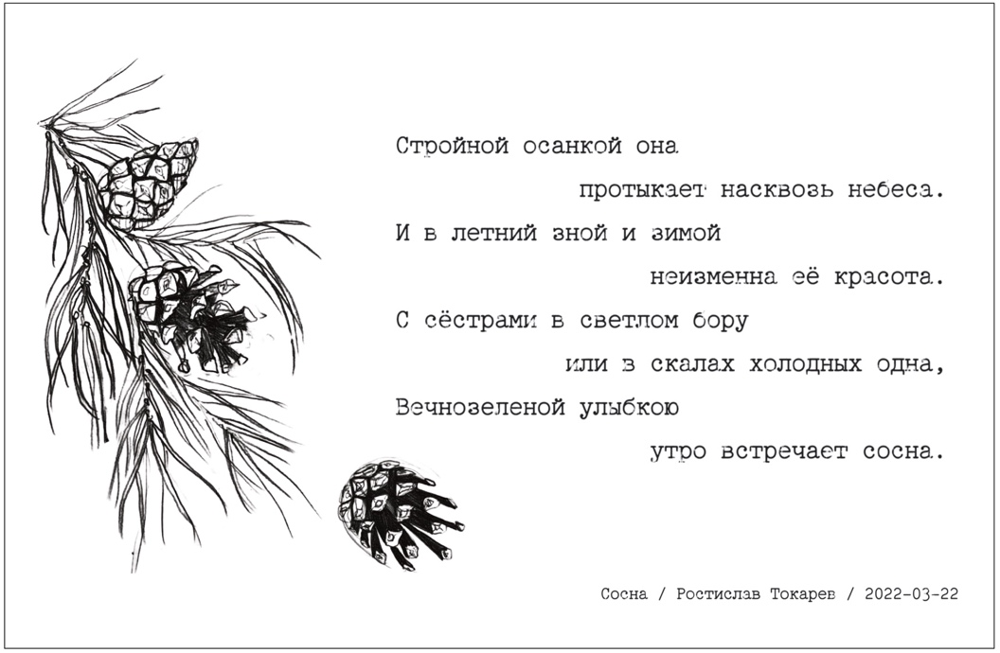 Стройной осанкой она
протыкает насквозь небеса.
И в летний зной и зимой
неизменна её красота.
С сёстрами в светлом бору
или в скалах холодных одна,
Вечнозеленой улыбкою
утро встречает сосна.
Сосна / Ростислав Токарев / 2022-03-22